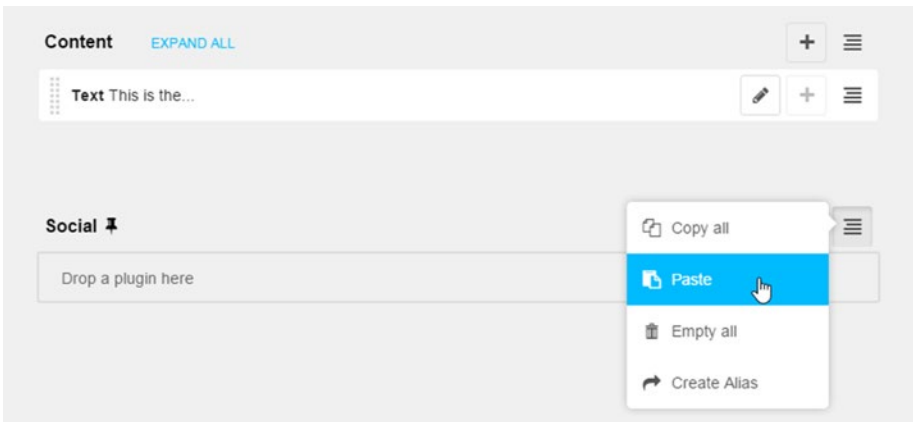 Content EXPAND ALL
Text This is the...
Social
Copy all
Drop a plugin here
Paste
Empty all
Create Alias